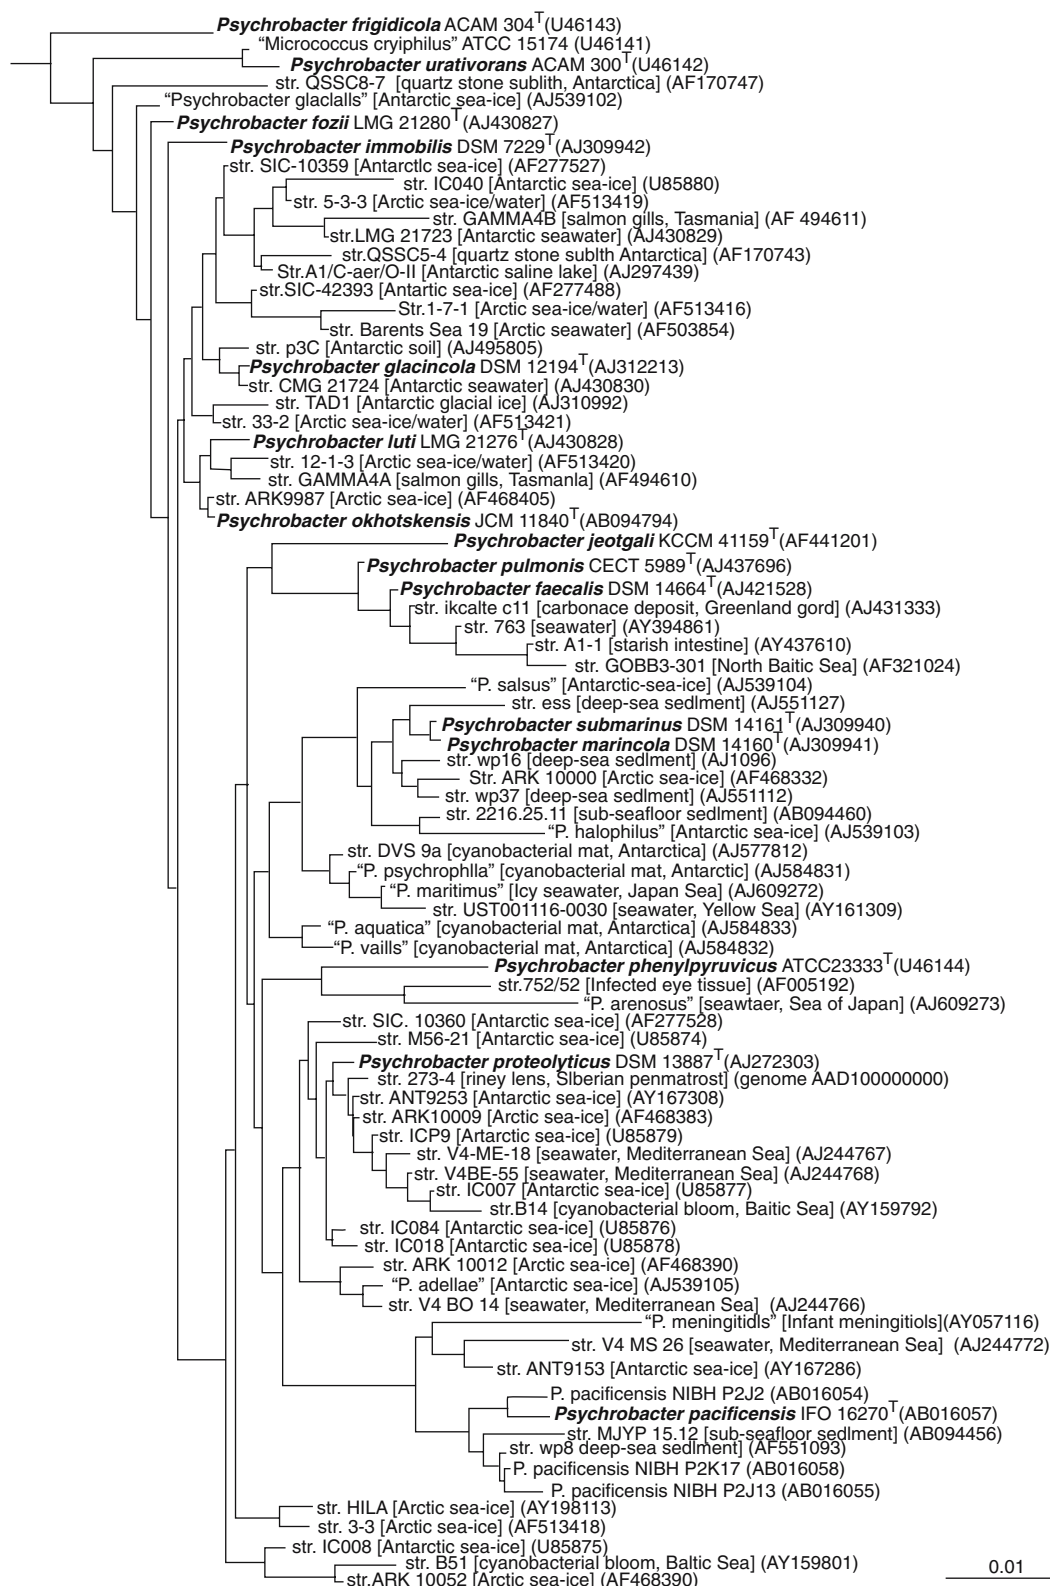 Psychrobacter frigidicola ACAM 304T(U46143)
“Micrococcus cryiphilus” ATCC 15174 (U46141)
Psychrobacter urativorans ACAM 300T(U46142)
str. QSSC8-7 [quartz stone sublith, Antarctica] (AF170747)
“Psychrobacter glaclalls” [Antarctic sea-ice] (AJ539102)
Psychrobacter fozii LMG 21280T(AJ430827)
Psychrobacter immobilis DSM 7229T(AJ309942)
str. SIC-10359 [Antarctlc sea-ice] (AF277527)
str. IC040 [Antarctic sea-ice] (U85880)
str. 5-3-3 [Arctic sea-ice/water] (AF513419)
str. GAMMA4B [salmon gills, Tasmania] (AF 494611)
str.LMG 21723 [Antarctic seawater] (AJ430829)
str.QSSC5-4 [quartz stone sublth Antarctica] (AF170743)
Str.A1/C-aer/O-II [Antarctic saline lake] (AJ297439)
str.SIC-42393 [Antartic sea-ice] (AF277488)
Str.1-7-1 [Arctic sea-ice/water] (AF513416)
str. Barents Sea 19 [Arctic seawater] (AF503854)
str. p3C [Antarctic soil] (AJ495805)
Psychrobacter glacincola DSM 12194T(AJ312213)
str. CMG 21724 [Antarctic seawater] (AJ430830)
str. TAD1 [Antarctic glacial ice] (AJ310992)
str. 33-2 [Arctic sea-ice/water] (AF513421)
Psychrobacter luti LMG 21276T(AJ430828)
str. 12-1-3 [Arctic sea-ice/water] (AF513420)
str. GAMMA4A [salmon gills, Tasmanla] (AF494610)
str. ARK9987 [Arctic sea-ice] (AF468405)
Psychrobacter okhotskensis JCM 11840T(AB094794)
Psychrobacter jeotgali KCCM 41159T(AF441201)
Psychrobacter pulmonis CECT 5989T(AJ437696)
Psychrobacter faecalis DSM 14664T(AJ421528)
str. ikcalte c11 [carbonace deposit, Greenland gord] (AJ431333)
str. 763 [seawater] (AY394861)
str. A1-1 [starish intestine] (AY437610)
str. GOBB3-301 [North Baitic Sea] (AF321024)
“P. salsus” [Antarctic-sea-ice] (AJ539104)
str. ess [deep-sea sedlment] (AJ551127)
Psychrobacter submarinus DSM 14161T(AJ309940)
Psychrobacter marincola DSM 14160T(AJ309941)
str. wp16 [deep-sea sedlment] (AJ1096)
Str. ARK 10000 [Arctic sea-ice] (AF468332)
str. wp37 [deep-sea sedlment] (AJ551112)
str. 2216.25.11 [sub-seafloor sedlment] (AB094460)
“P. halophilus” [Antarctic sea-ice] (AJ539103)
str. DVS 9a [cyanobacterial mat, Antarctica] (AJ577812)
“P. psychrophlla” [cyanobacterial mat, Antarctic] (AJ584831)
“P. maritimus” [Icy seawater, Japan Sea] (AJ609272)
str. UST001116-0030 [seawater, Yellow Sea] (AY161309)
“P. aquatica” [cyanobacterial mat, Antarctica] (AJ584833)
“P. vaills” [cyanobacterial mat, Antarctica] (AJ584832)
Psychrobacter phenylpyruvicus ATCC23333T(U46144)
str.752/52 [Infected eye tissue] (AF005192)
“P. arenosus” [seawtaer, Sea of Japan] (AJ609273)
str. SIC. 10360 [Antarctic sea-ice] (AF277528)
str. M56-21 [Antarctic sea-ice] (U85874)
Psychrobacter proteolyticus DSM 13887T(AJ272303)
str. 273-4 [riney lens, Slberian penmatrost] (genome AAD100000000)
str. ANT9253 [Antarctic sea-ice] (AY167308)
str. ARK10009 [Arctic sea-ice] (AF468383)
str. ICP9 [Artarctic sea-ice] (U85879)
str. V4-ME-18 [seawater, Mediterranean Sea] (AJ244767)
str. V4BE-55 [seawater, Mediterranean Sea] (AJ244768)
str. IC007 [Antarctic sea-ice] (U85877)
str.B14 [cyanobacterial bloom, Baitic Sea] (AY159792)
str. IC084 [Antarctic sea-ice] (U85876)
str. IC018 [Antarctic sea-ice] (U85878)
str. ARK 10012 [Arctic sea-ice] (AF468390)
“P. adellae” [Antarctic sea-ice] (AJ539105)
str. V4 BO 14 [seawater, Mediterranean Sea] (AJ244766)
“P. meningitidls” [Infant meningitiols](AY057116)
str. V4 MS 26 [seawater, Mediterranean Sea] (AJ244772)
str. ANT9153 [Antarctic sea-ice] (AY167286)
P. pacificensis NIBH P2J2 (AB016054)
Psychrobacter pacificensis IFO 16270T(AB016057)
str. MJYP 15.12 [sub-seafloor sedlment] (AB094456)
str. wp8 deep-sea sedlment] (AF551093)
P. pacificensis NIBH P2K17 (AB016058)
P. pacificensis NIBH P2J13 (AB016055)
str. HILA [Arctic sea-ice] (AY198113)
str. 3-3 [Arctic sea-ice] (AF513418)
str. IC008 [Antarctic sea-ice] (U85875)
str. B51 [cyanobacterial bloom, Baltic Sea] (AY159801)
str.ARK 10052 [Arctic sea-ice] (AF468390)
0.01